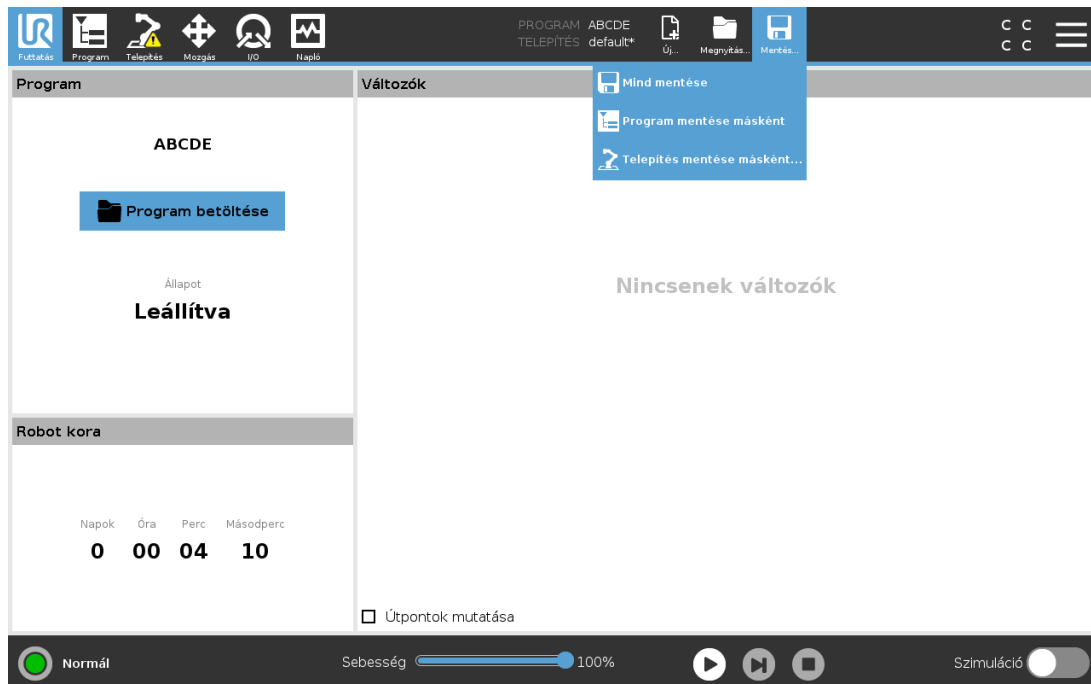 Futtatás Program Telepítés Mozgás I/O Napló
PROGRAM ABCDE
TELEPÍTÉS default*
Új... Megnyitás... Mentés...
C C
C C
Mind mentése
Program mentése másként
Telepítés mentése másként...
Program
ABCDE
Program betöltése
Állapot
Leállítva
Változók
Nincsenek változók
Robot kora
Napok Óra Perc Másodperc
0 00 04 10
Útpontok mutatása
Normál
Sebesség 100%
Szimuláció